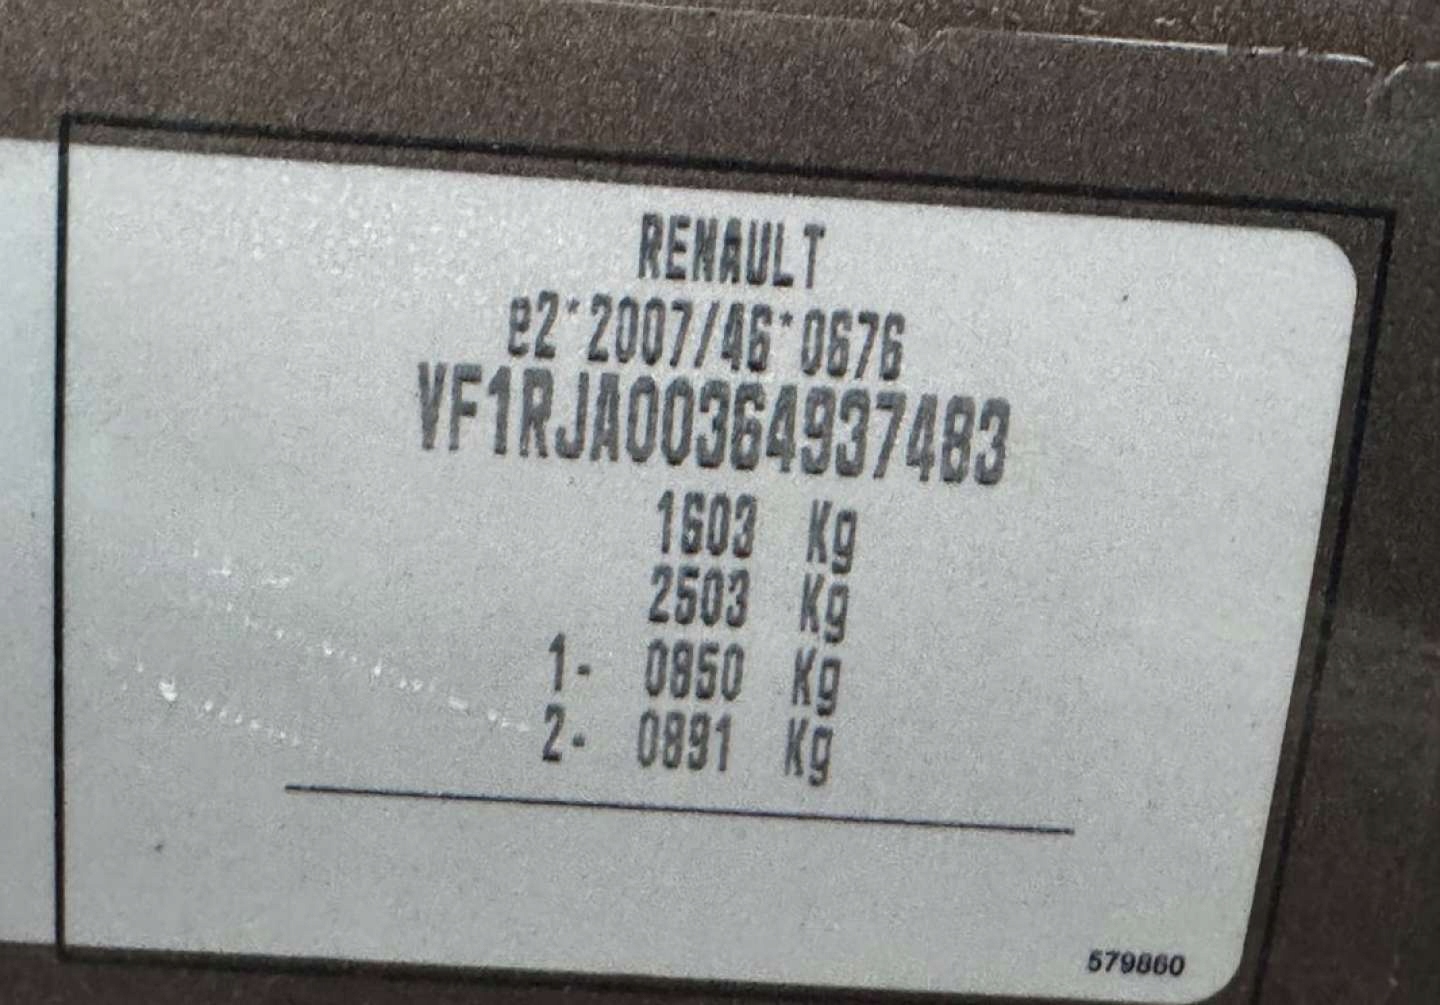 RENAULT
e2*2007/46*0676
VF1RJA00364937483
1603 Kg
2503 Kg
1- 0850 Kg
2- 0891 Kg
579860